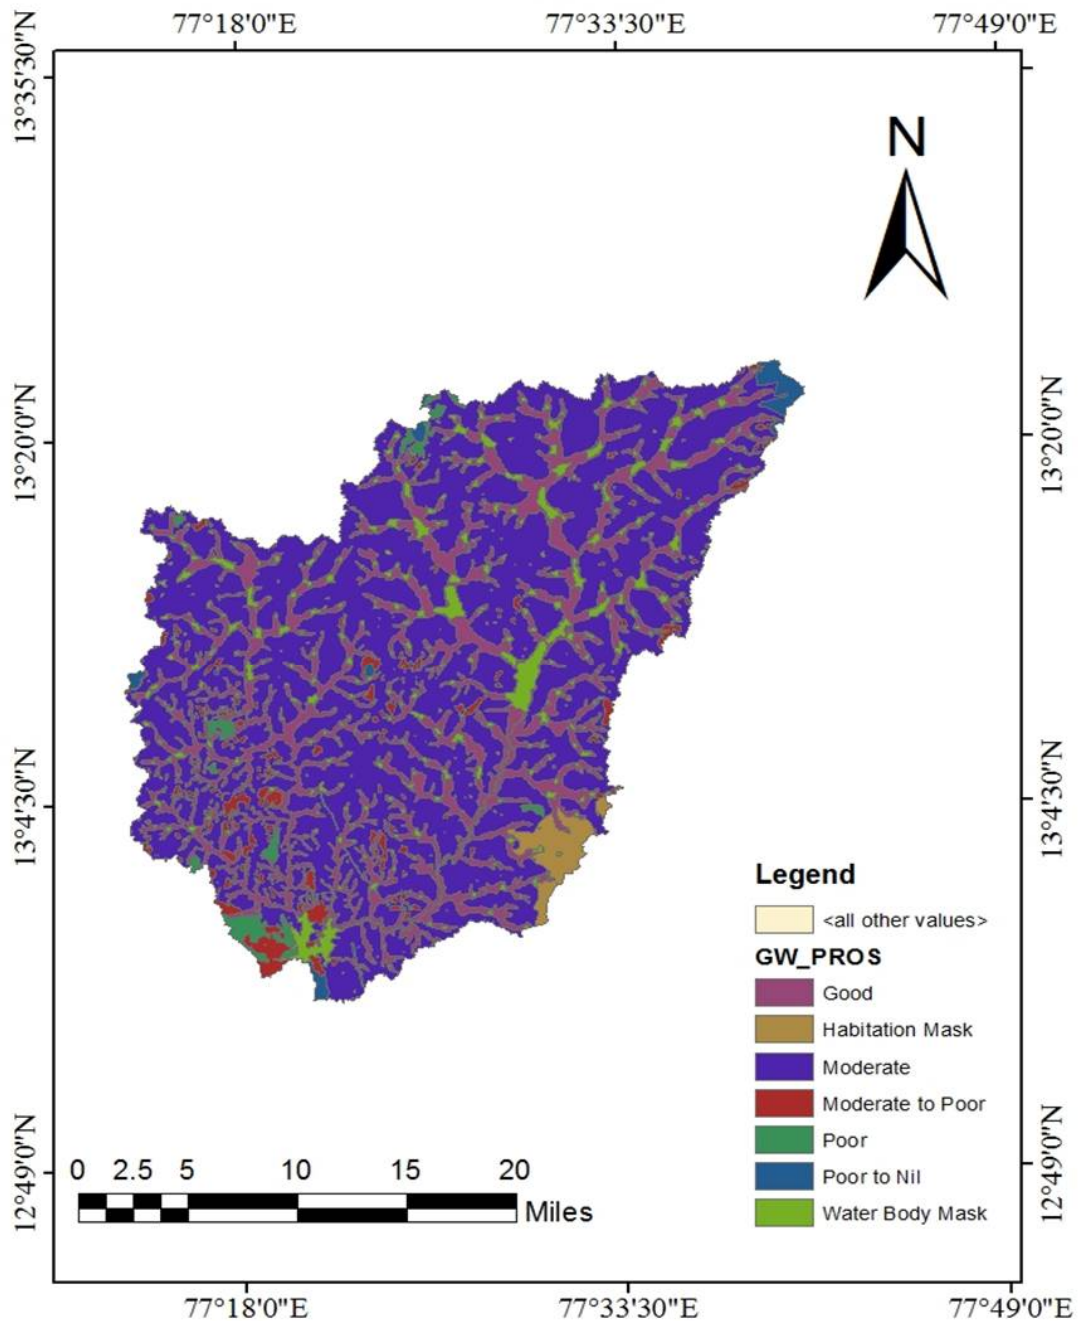 77°18'0"E 77°33'30"E 77°49'0"E
13°35'30"N
N
13°20'0"N 13°20'0"N
13°4'30"N 13°4'30"N
Legend
<all other values>
GW_PROS
Good
Habitation Mask
Moderate
Moderate to Poor
Poor
Poor to Nil
Water Body Mask
12°49'0"N 12°49'0"N
0 2.5 5 10 15 20
Miles
77°18'0"E 77°33'30"E 77°49'0"E